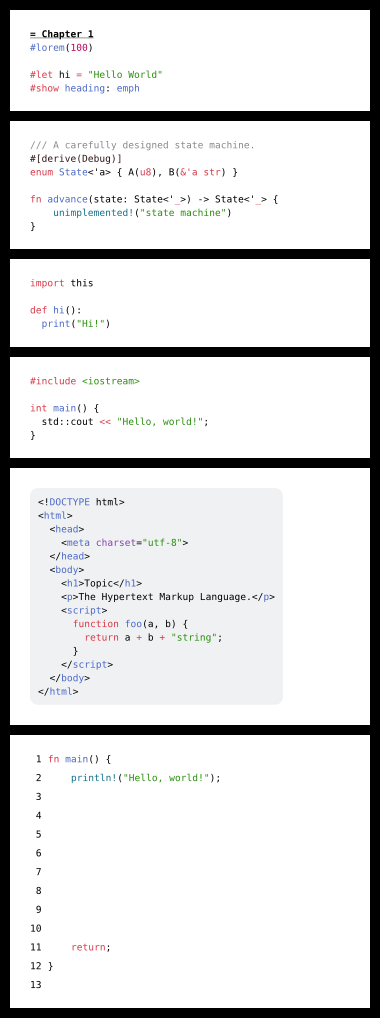 = Chapter 1
#lorem(100)
#let hi = "Hello World"
#show heading: emph
/// A carefully designed state machine.
#[derive(Debug)]
enum State<'a> { A(u8), B(&'a str) }
fn advance(state: State<'_>) -> State<'_> {
    unimplemented!("state machine")
}
import this
def hi():
  print("Hi!")
#include <iostream>
int main() {
  std::cout << "Hello, world!";
}
<!DOCTYPE html>
<html>
  <head>
    <meta charset="utf-8">
  </head>
  <body>
    <h1>Topic</h1>
    <p>The Hypertext Markup Language.</p>
    <script>
      function foo(a, b) {
        return a + b + "string";
      }
    </script>
  </body>
</html>
1 fn main() {
2     println!("Hello, world!");
3
4
5
6
7
8
9
10
11     return;
12 }
13